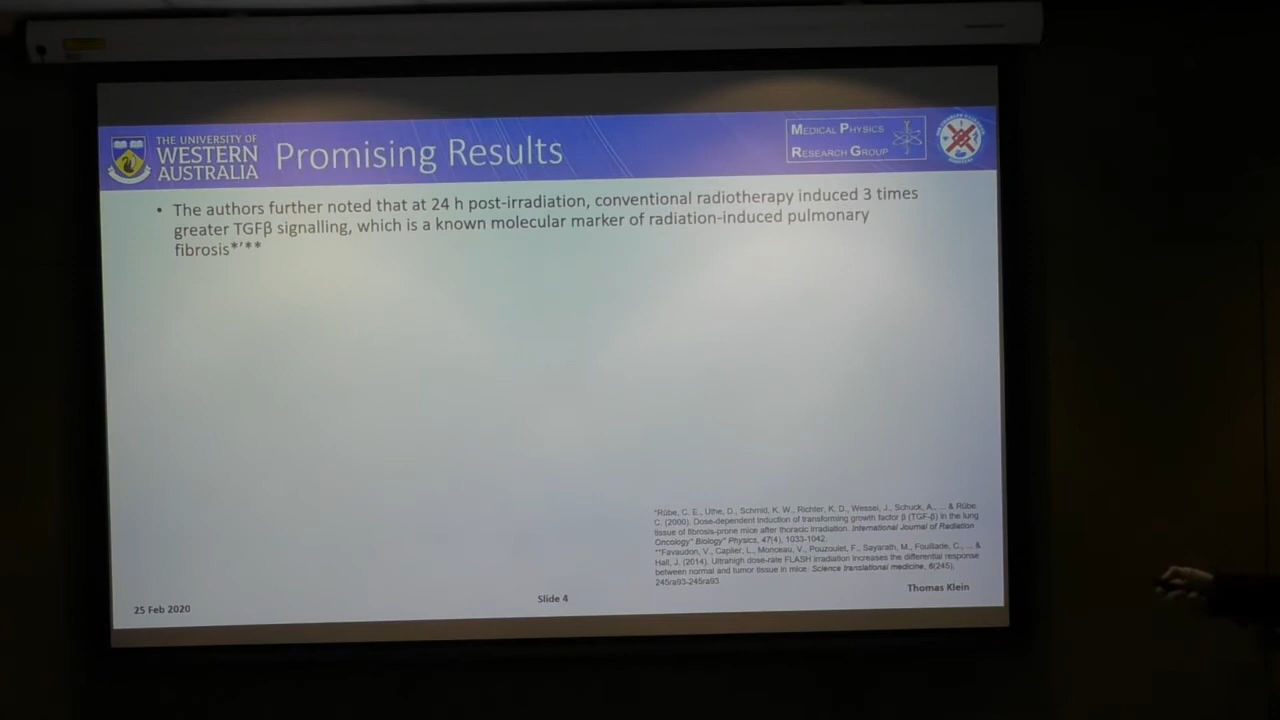 THE UNIVERSITY OF
WESTERN
AUSTRALIA
Promising Results
MEDICAL PHYSICS
RESEARCH GROUP
• The authors further noted that at 24 h post-irradiation, conventional radiotherapy induced 3 times
greater TGFβ signalling, which is a known molecular marker of radiation-induced pulmonary
fibrosis*’**
*Rübe, C. E., Uthe, D., Schmid, K. W., Richter, K. D., Wessel, J., Schuck, A., ... & Rübe,
C. (2000). Dose-dependent induction of transforming growth factor β (TGF-β) in the lung
tissue of fibrosis-prone mice after thoracic irradiation. International Journal of Radiation
Oncology* Biology* Physics, 47(4), 1033-1042.
**Favaudon, V., Caplier, L., Monceau, V., Pouzoulet, F., Sayarath, M., Fouillade, C., ... &
Hall, J. (2014). Ultrahigh dose-rate FLASH irradiation increases the differential response
between normal and tumor tissue in mice. Science translational medicine, 6(245),
245ra93-245ra93.
25 Feb 2020
Slide 4
Thomas Klein